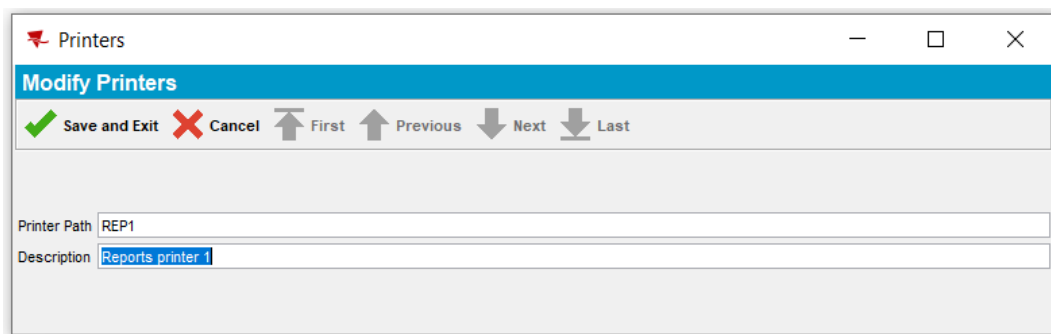 Printers
Modify Printers
Save and Exit Cancel First Previous Next Last
Printer Path REP1
Description Reports printer 1